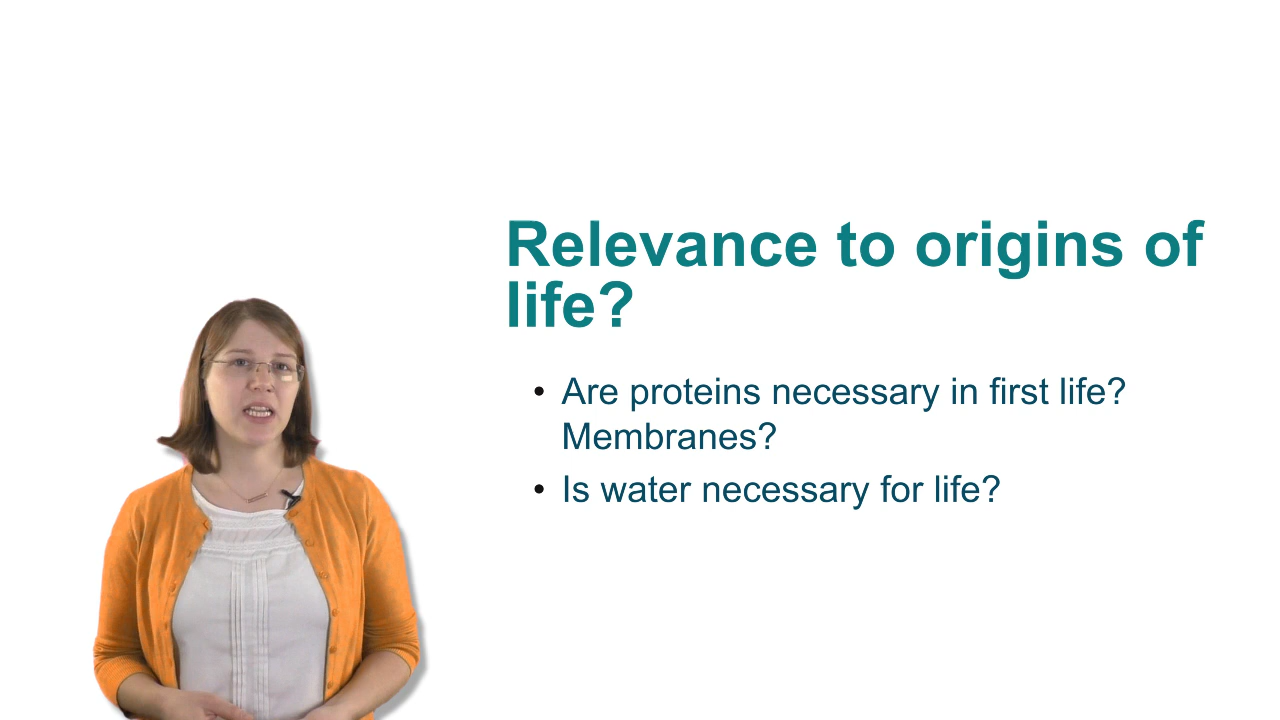 Relevance to origins of
life?
• Are proteins necessary in first life?
Membranes?
• Is water necessary for life?